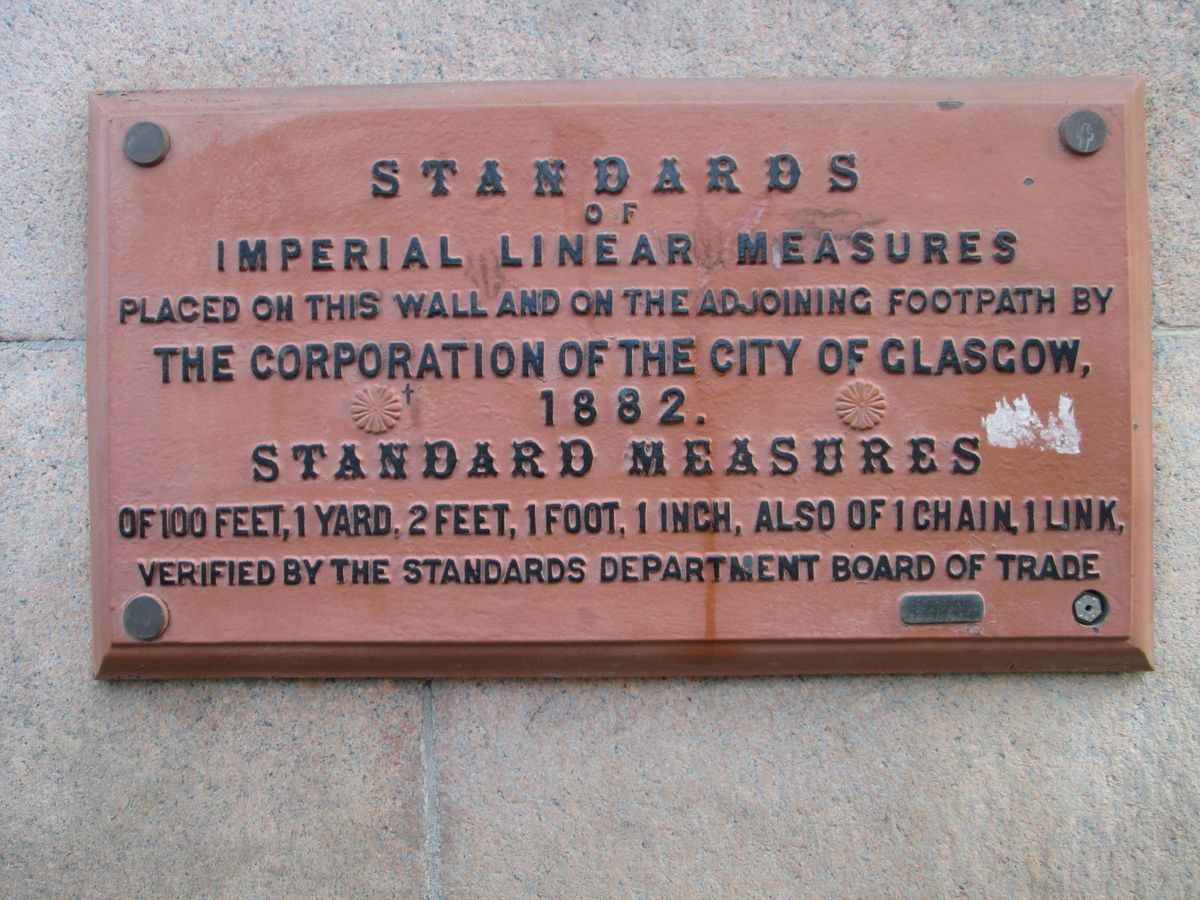 STANDARDS
OF
IMPERIAL LINEAR MEASURES
PLACED ON THIS WALL AND ON THE ADJOINING FOOTPATH BY
THE CORPORATION OF THE CITY OF GLASGOW,
1882.
STANDARD MEASURES
OF 100 FEET, 1 YARD, 2 FEET, 1 FOOT, 1 INCH, ALSO OF 1 CHAIN, 1 LINK,
VERIFIED BY THE STANDARDS DEPARTMENT BOARD OF TRADE